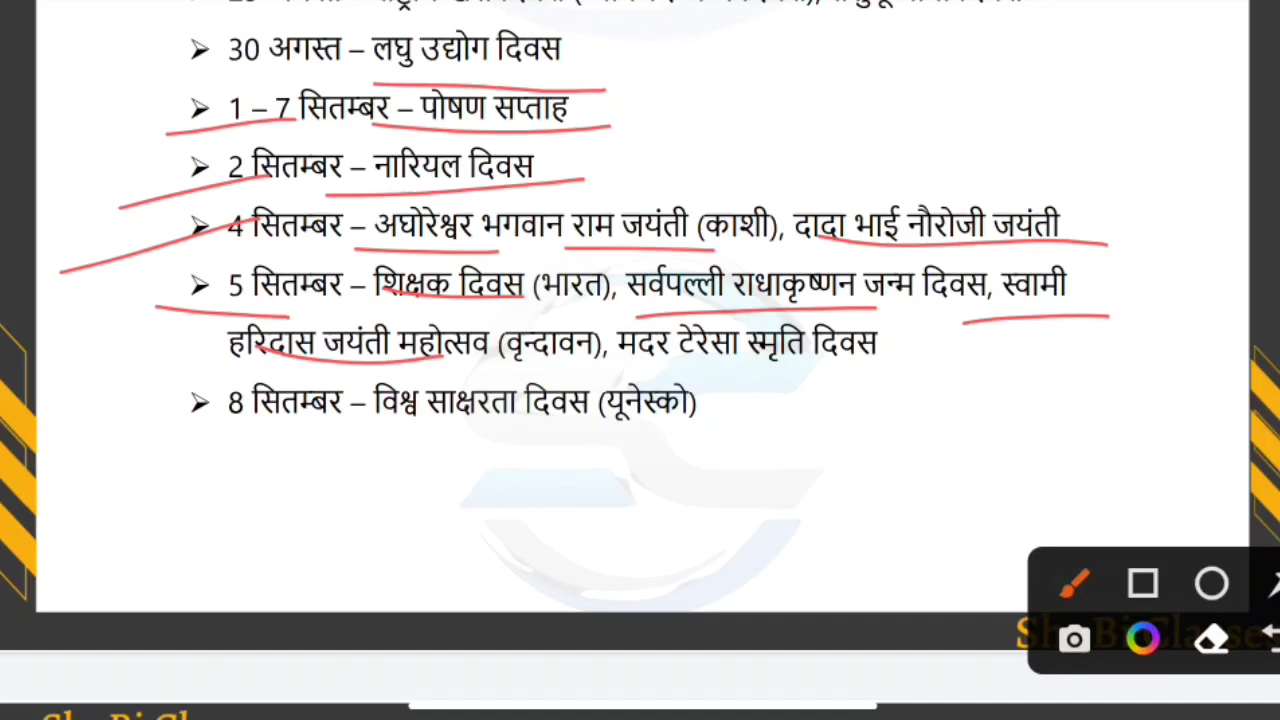 ➢ 30 अगस्त – लघु उद्योग दिवस
➢ 1 – 7 सितम्बर – पोषण सप्ताह
➢ 2 सितम्बर – नारियल दिवस
➢ 4 सितम्बर – अघोरेश्वर भगवान राम जयंती (काशी), दादा भाई नौरोजी जयंती
➢ 5 सितम्बर – शिक्षक दिवस (भारत), सर्वपल्ली राधाकृष्णन जन्म दिवस, स्वामी
हरिदास जयंती महोत्सव (वृन्दावन), मदर टेरेसा स्मृति दिवस
➢ 8 सितम्बर – विश्व साक्षरता दिवस (यूनेस्को)